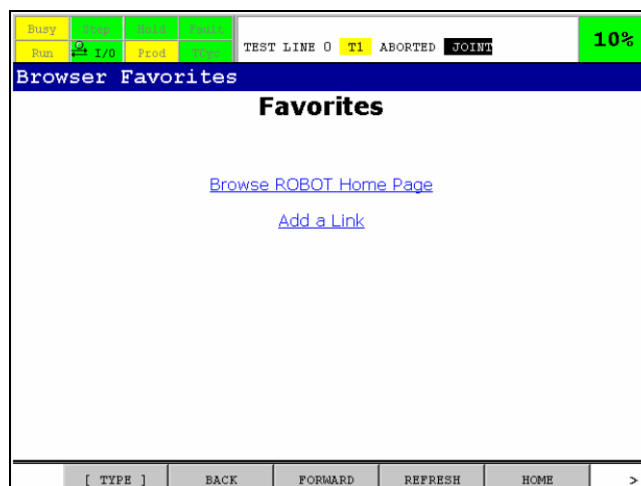 Busy Step Hold Fault
Run I/O Prod TCyc
TEST LINE 0 T1 ABORTED JOINT
10%
Browser Favorites
Favorites
Browse ROBOT Home Page
Add a Link
[ TYPE ] BACK FORWARD REFRESH HOME >